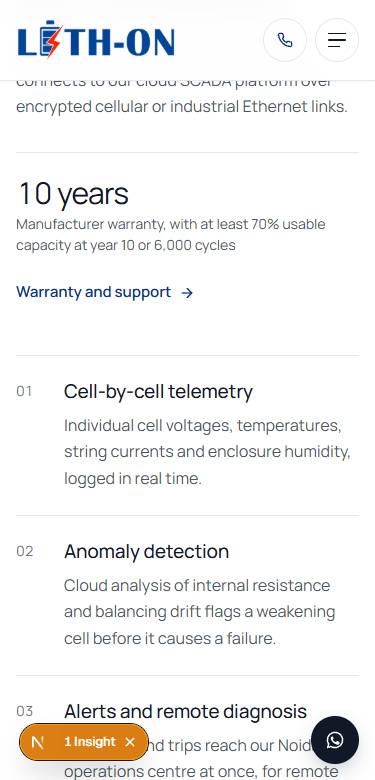 LITH-ON
connects to our cloud SCADA platform over
encrypted cellular or industrial Ethernet links.
10 years
Manufacturer warranty, with at least 70% usable
capacity at year 10 or 6,000 cycles
Warranty and support →
01
Cell-by-cell telemetry
Individual cell voltages, temperatures,
string currents and enclosure humidity,
logged in real time.
02
Anomaly detection
Cloud analysis of internal resistance
and balancing drift flags a weakening
cell before it causes a failure.
03
Alerts and remote diagnosis
N 1 Insight ×
nd trips reach our Noid
operations centre at once, for remote